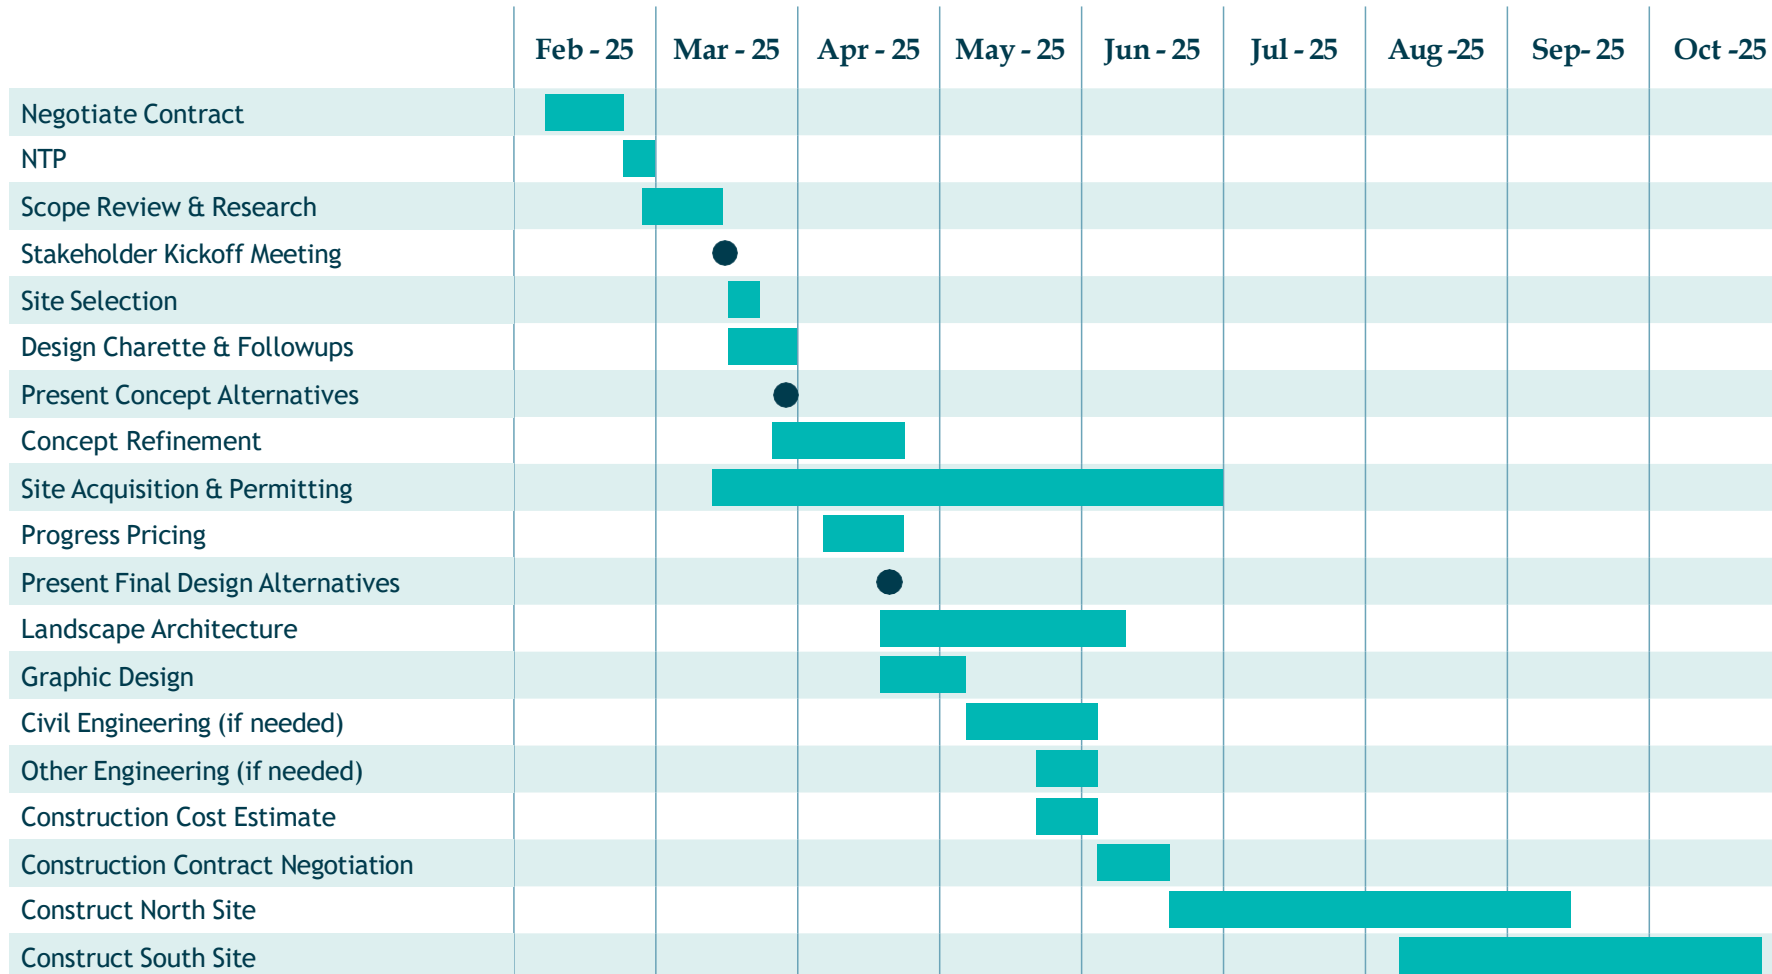 Feb - 25 Mar - 25 Apr - 25 May - 25 Jun - 25 Jul - 25 Aug -25 Sep- 25 Oct -25
Negotiate Contract
NTP
Scope Review & Research
Stakeholder Kickoff Meeting
Site Selection
Design Charette & Followups
Present Concept Alternatives
Concept Refinement
Site Acquisition & Permitting
Progress Pricing
Present Final Design Alternatives
Landscape Architecture
Graphic Design
Civil Engineering (if needed)
Other Engineering (if needed)
Construction Cost Estimate
Construction Contract Negotiation
Construct North Site
Construct South Site